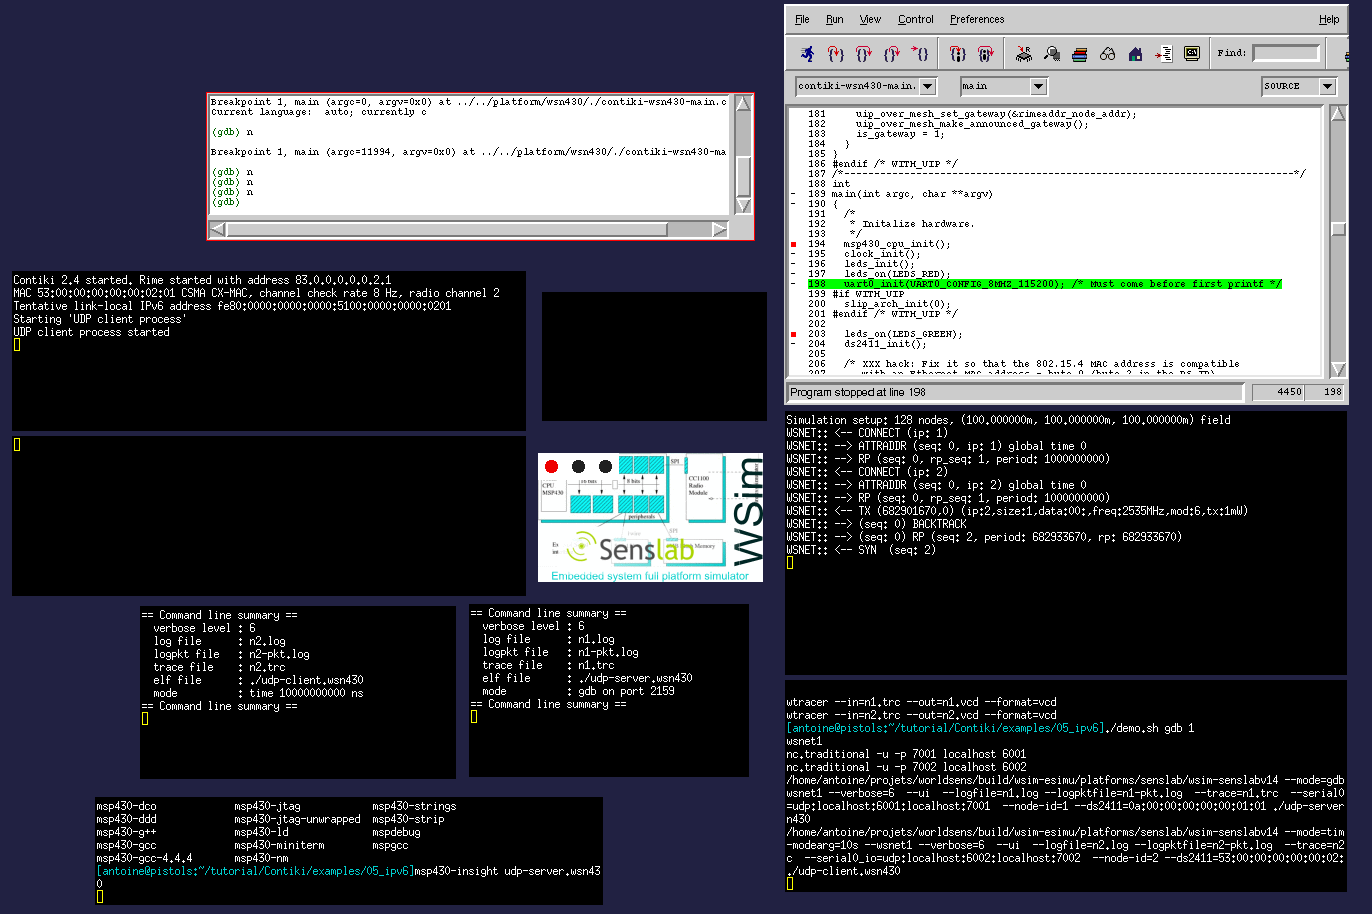 Breakpoint 1, main (argc=0, argv=0x0) at ../../platform/wsn430/./contiki-wsn430-main.c
Current language:  auto; currently c
(gdb) n
Breakpoint 1, main (argc=11994, argv=0x0) at ../../platform/wsn430/./contiki-wsn430-ma
(gdb) n
(gdb) n
(gdb) n
(gdb)
File Run View Control Preferences Help
Find:
contiki-wsn430-main. main SOURCE
181 uip_over_mesh_set_gateway(&rimeaddr_node_addr);
182 uip_over_mesh_make_announced_gateway();
183 is_gateway = 1;
184 }
185 }
186 #endif /* WITH_UIP */
187 /*---------------------------------------------------------------------------*/
188 int
- 189 main(int argc, char **argv)
- 190 {
191 /*
192 * Initalize hardware.
193 */
194 msp430_cpu_init();
- 195 clock_init();
- 196 leds_init();
- 197 leds_on(LEDS_RED);
- 198 uart0_init(UART0_CONFIG_8MHZ_115200); /* Must come before first printf */
199 #if WITH_UIP
200 slip_arch_init(0);
201 #endif /* WITH_UIP */
202
203 leds_on(LEDS_GREEN);
- 204 ds2411_init();
205
206 /* XXX hack: Fix it so that the 802.15.4 MAC address is compatible
207 with an Ethernet MAC address - byte 0 (byte 2 in the DS ID)
Program stopped at line 198 4450 198
Contiki 2.4 started. Rime started with address 83.0.0.0.0.0.2.1
MAC 53:00:00:00:00:00:02:01 CSMA CX-MAC, channel check rate 8 Hz, radio channel 2
Tentative link-local IPv6 address fe80:0000:0000:0000:5100:0000:0000:0201
Starting 'UDP client process'
UDP client process started
Simulation setup: 128 nodes, (100.000000m, 100.000000m, 100.000000m) field
WSNET:: <-- CONNECT (ip: 1)
WSNET:: --> ATTRADDR (seq: 0, ip: 1) global time 0
WSNET:: --> RP (seq: 0, rp_seq: 1, period: 1000000000)
WSNET:: <-- CONNECT (ip: 2)
WSNET:: --> ATTRADDR (seq: 0, ip: 2) global time 0
WSNET:: --> RP (seq: 0, rp_seq: 1, period: 1000000000)
WSNET:: <-- TX (682901670,0) (ip:2,size:1,data:00:,freq:2535MHz,mod:6,tx:1mW)
WSNET:: --> (seq: 0) BACKTRACK
WSNET:: --> (seq: 0) RP (seq: 2, period: 682933670, rp: 682933670)
WSNET:: <-- SYN  (seq: 2)
CPU
MSP430
16 bits
8 bits
SPI
CC1100
Radio
Module
peripherals
SPI
Memory
WSim
Senslab
Embedded system full platform simulator
== Command line summary ==
verbose level : 6
log file : n2.log
logpkt file : n2-pkt.log
trace file : n2.trc
elf file : ./udp-client.wsn430
mode : time 10000000000 ns
== Command line summary ==
== Command line summary ==
verbose level : 6
log file : n1.log
logpkt file : n1-pkt.log
trace file : n1.trc
elf file : ./udp-server.wsn430
mode : gdb on port 2159
== Command line summary ==
wtracer --in=n1.trc --out=n1.vcd --format=vcd
wtracer --in=n2.trc --out=n2.vcd --format=vcd
[antoine@pistols:~/tutorial/Contiki/examples/05_ipv6]./demo.sh gdb 1
wsnet1
nc.traditional -u -p 7001 localhost 6001
nc.traditional -u -p 7002 localhost 6002
/home/antoine/projets/worldsens/build/wsim-esimu/platforms/senslab/wsim-senslabv14 --mode=gdb
wsnet1 --verbose=6  --ui  --logfile=n1.log --logpktfile=n1-pkt.log  --trace=n1.trc  --serial0
=udp:localhost:6001:localhost:7001  --node-id=1 --ds2411=0a:00:00:00:00:00:01:01 ./udp-server
n430
/home/antoine/projets/worldsens/build/wsim-esimu/platforms/senslab/wsim-senslabv14 --mode=tim
-modearg=10s --wsnet1 --verbose=6  --ui  --logfile=n2.log --logpktfile=n2-pkt.log  --trace=n2
c  --serial0_io=udp:localhost:6002:localhost:7002  --node-id=2 --ds2411=53:00:00:00:00:00:02:
./udp-client.wsn430
msp430-dco msp430-jtag msp430-strings
msp430-ddd msp430-jtag-unwrapped msp430-strip
msp430-g++ msp430-ld mspdebug
msp430-gcc msp430-miniterm mspgcc
msp430-gcc-4.4.4 msp430-nm
[antoine@pistols:~/tutorial/Contiki/examples/05_ipv6]msp430-insight udp-server.wsn43
0